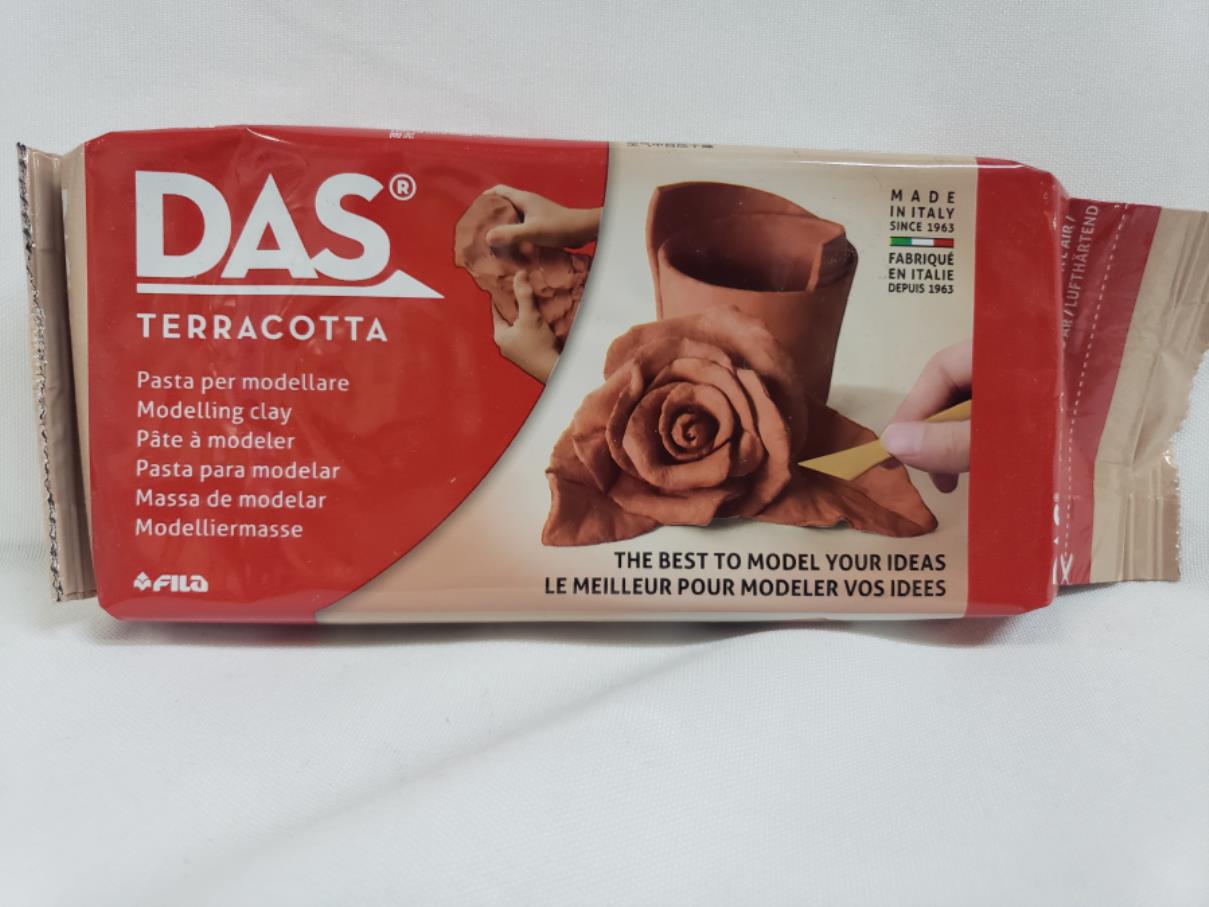 DAS®
TERRACOTTA
Pasta per modellare
Modelling clay
Pâte à modeler
Pasta para modelar
Massa de modelar
Modelliermasse
FILA
MADE
IN ITALY
SINCE 1963
FABRIQUÉ
EN ITALIE
DEPUIS 1963
THE BEST TO MODEL YOUR IDEAS
LE MEILLEUR POUR MODELER VOS IDEES
AIR /
/ LUFTHÄRTEND